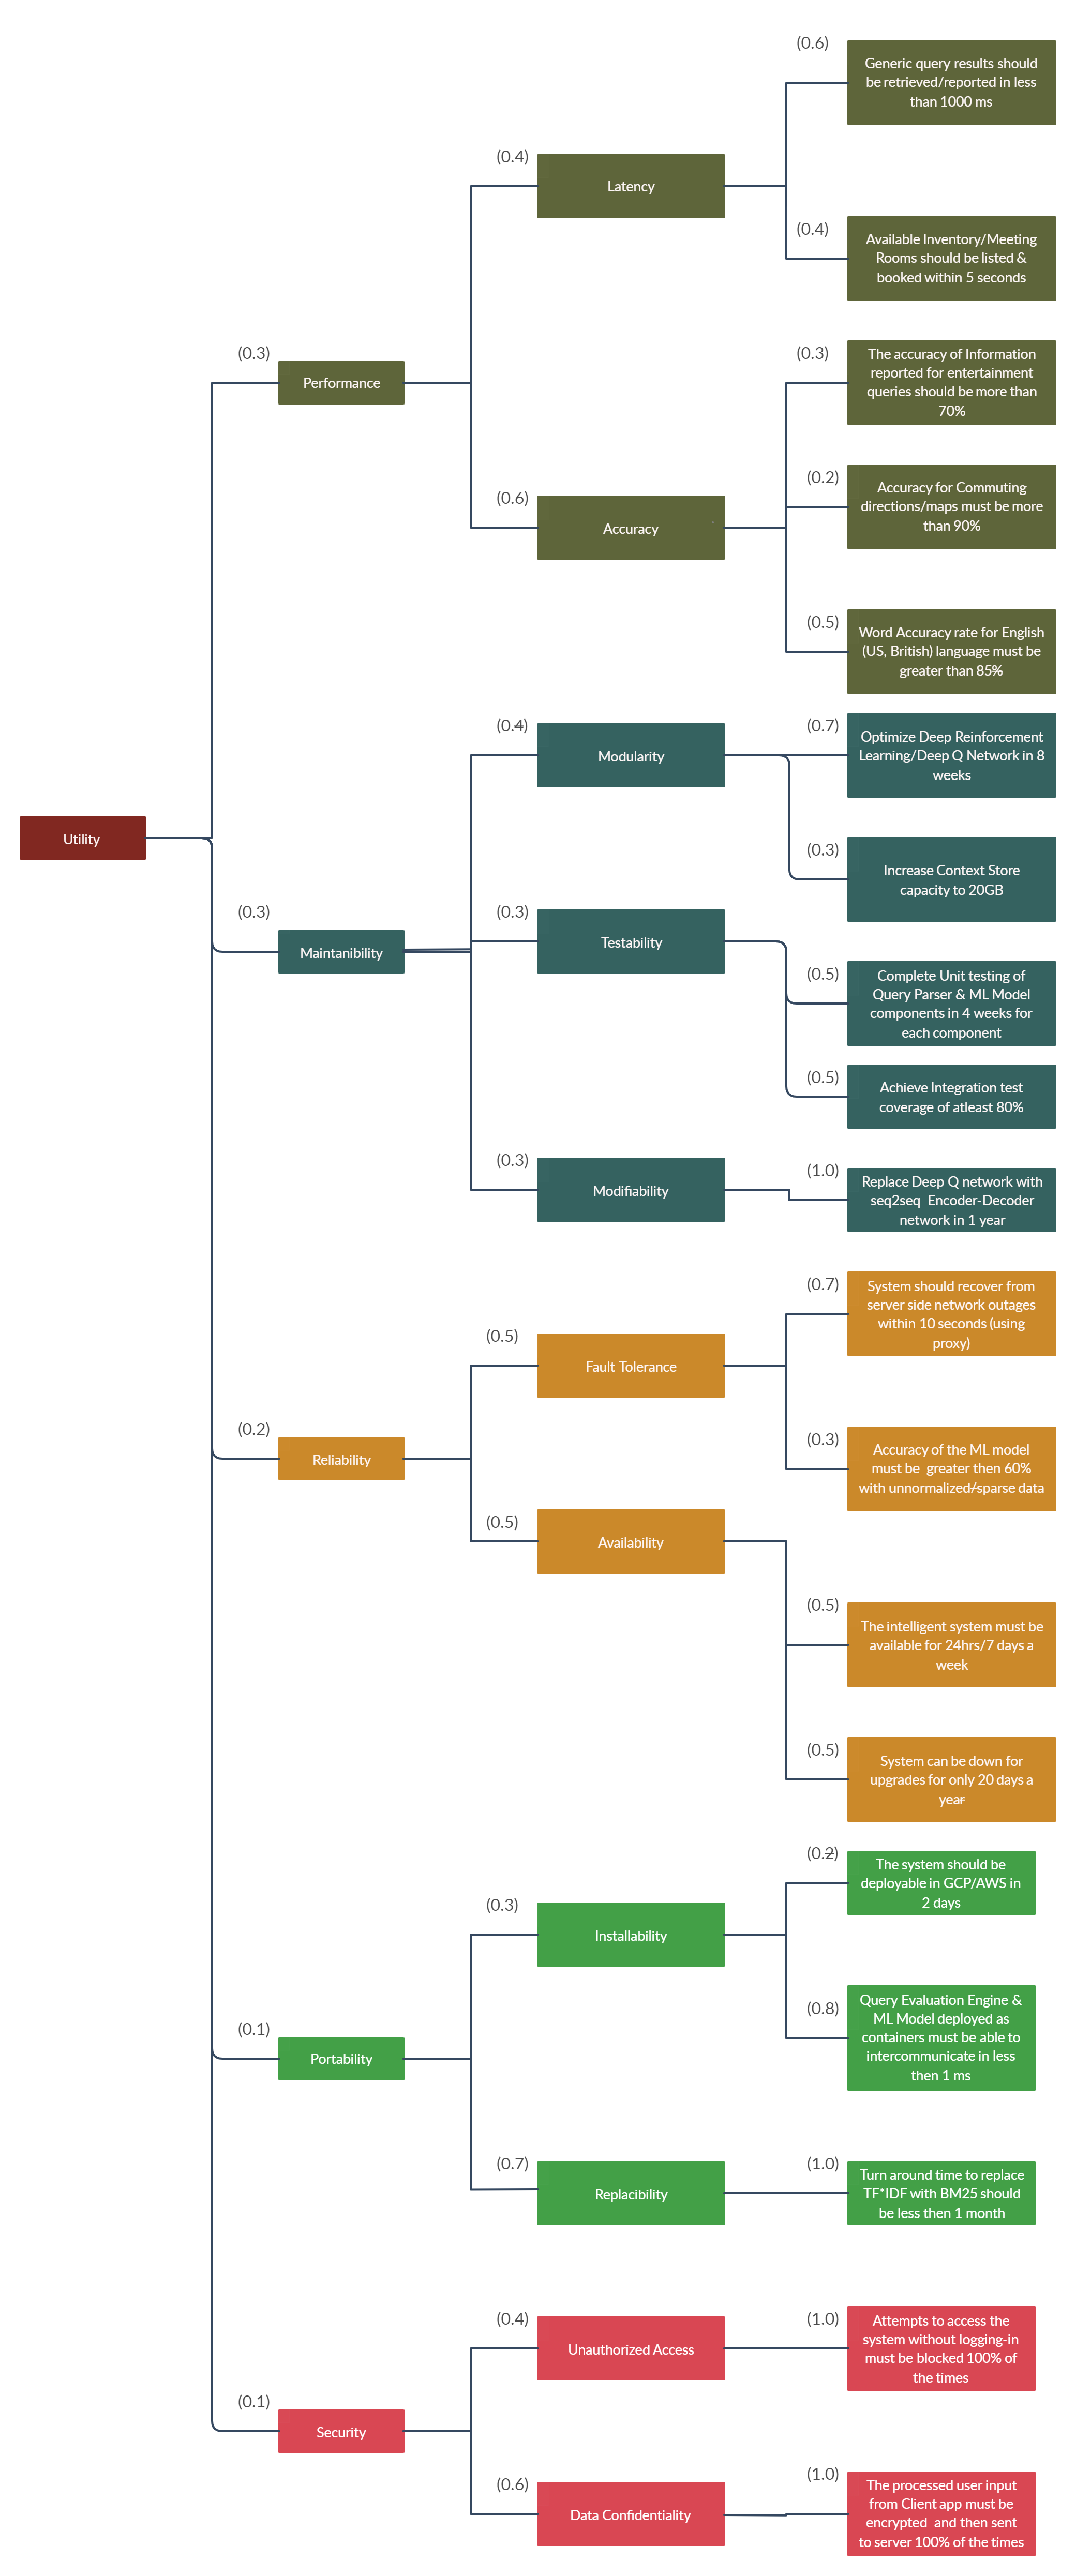 (0.6)
Generic query results should
be retrieved/reported in less
than 1000 ms
(0.4)
Latency
(0.4)
Available Inventory/Meeting
Rooms should be listed &
booked within 5 seconds
(0.3)
Performance
(0.3)
The accuracy of Information
reported for entertainment
queries should be more than
70%
(0.6)
Accuracy
(0.2)
Accuracy for Commuting
directions/maps must be more
than 90%
(0.5)
Word Accuracy rate for English
(US, British) language must be
greater than 85%
(0.4)
Modularity
(0.7)
Optimize Deep Reinforcement
Learning/Deep Q Network in 8
weeks
Utility
(0.3)
Increase Context Store
capacity to 20GB
(0.3)
Maintanibility
(0.3)
Testability
(0.5)
Complete Unit testing of
Query Parser & ML Model
components in 4 weeks for
each component
(0.5)
Achieve Integration test
coverage of atleast 80%
(0.3)
Modifiability
(1.0)
Replace Deep Q network with
seq2seq Encoder-Decoder
network in 1 year
(0.7)
System should recover from
server side network outages
within 10 seconds (using
proxy)
(0.5)
Fault Tolerance
(0.2)
Reliability
(0.3)
Accuracy of the ML model
must be greater then 60%
with unnormalized/sparse data
(0.5)
Availability
(0.5)
The intelligent system must be
available for 24hrs/7 days a
week
(0.5)
System can be down for
upgrades for only 20 days a
year
(0.2)
The system should be
deployable in GCP/AWS in
2 days
(0.3)
Installability
(0.8)
Query Evaluation Engine &
ML Model deployed as
containers must be able to
intercommunicate in less
then 1 ms
(0.1)
Portability
(0.7)
Replacibility
(1.0)
Turn around time to replace
TF*IDF with BM25 should
be less then 1 month
(0.4)
Unauthorized Access
(1.0)
Attempts to access the
system without logging-in
must be blocked 100% of
the times
(0.1)
Security
(0.6)
Data Confidentiality
(1.0)
The processed user input
from Client app must be
encrypted and then sent
to server 100% of the times